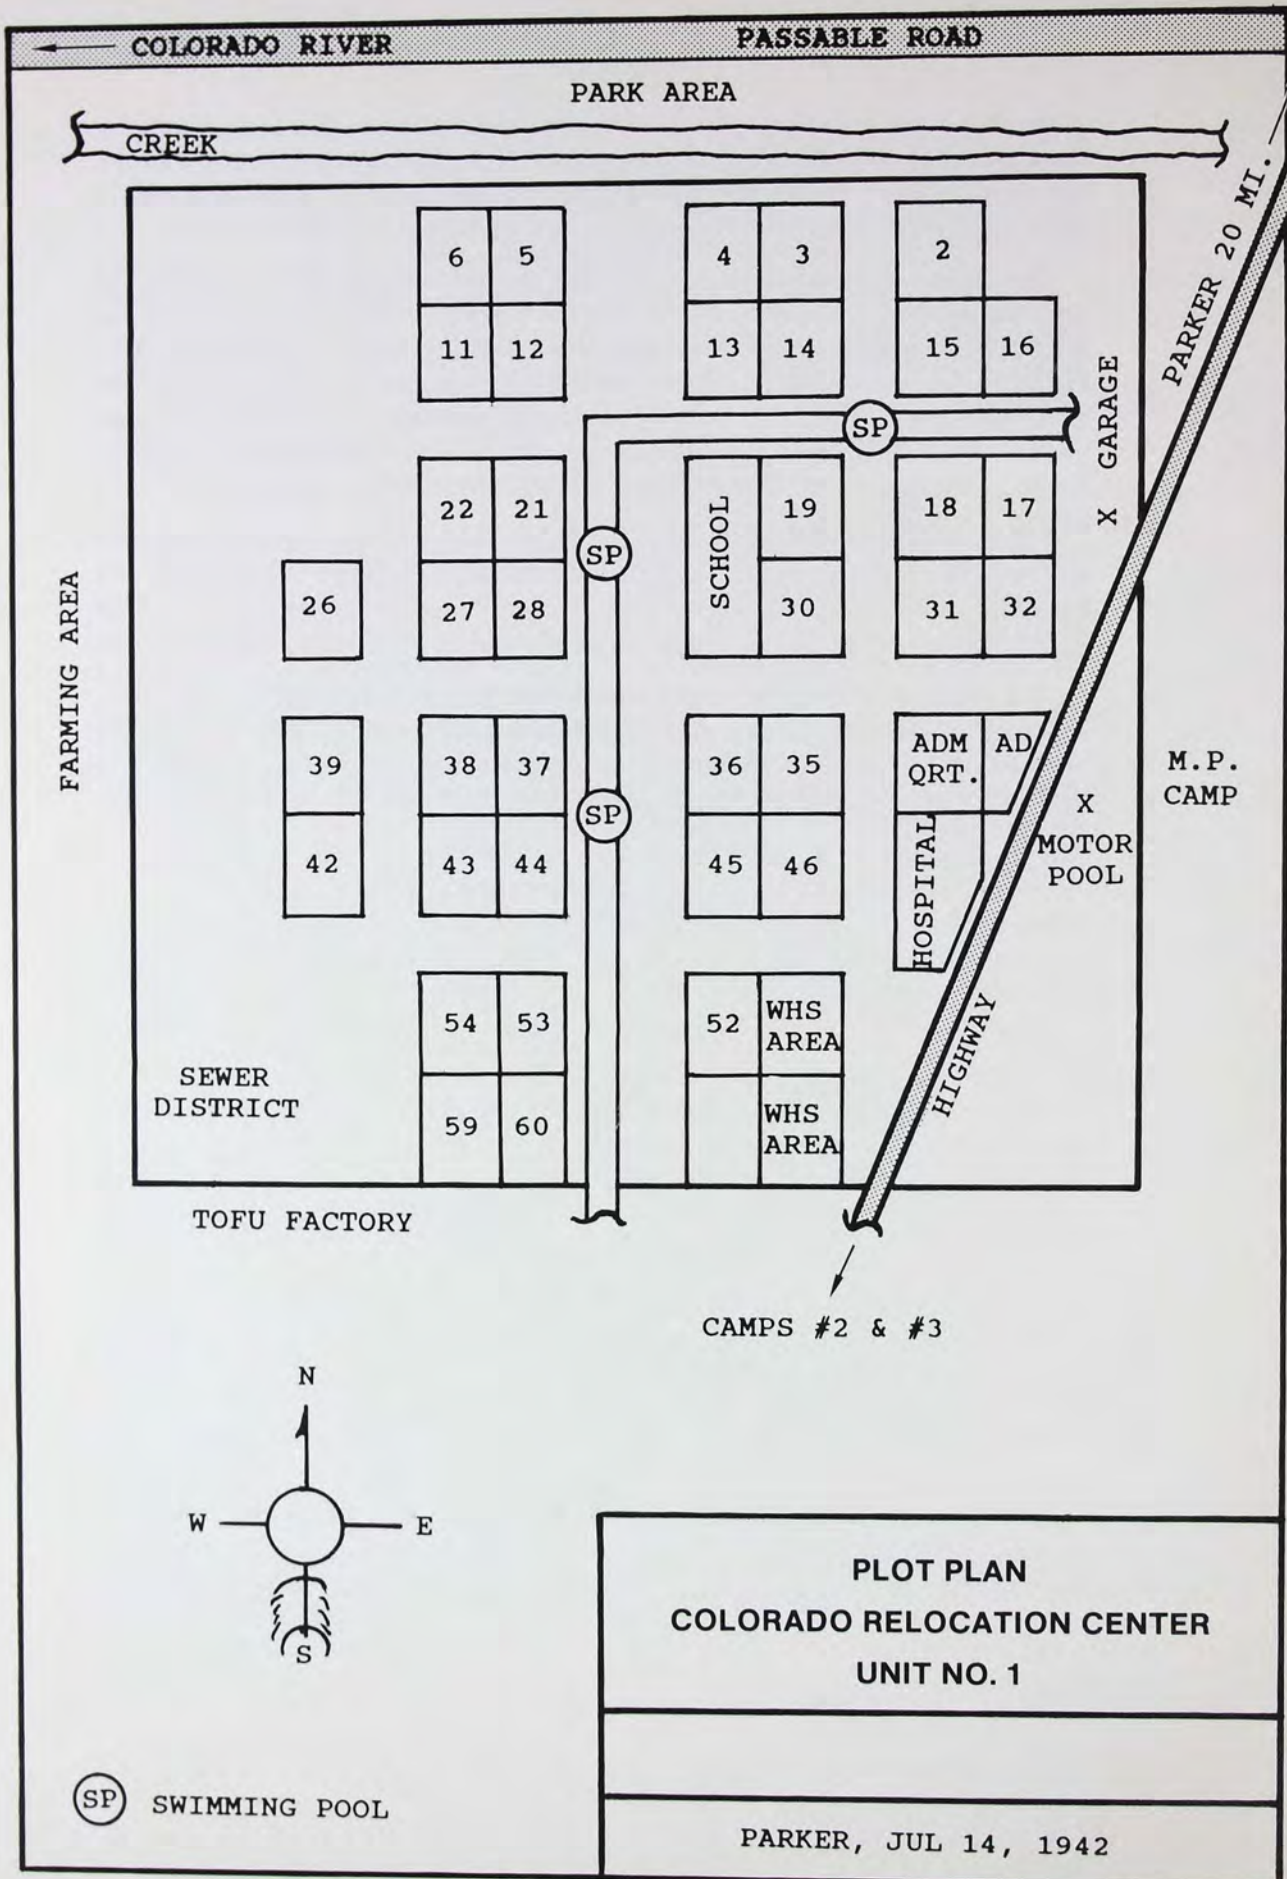 COLORADO RIVER
PASSABLE ROAD
PARK AREA
CREEK
PARKER 20 MI.
6 5 4 3 2
11 12 13 14 15 16
SP
X GARAGE
22 21 SCHOOL 19 18 17
SP
FARMING AREA
26 27 28 30 31 32
39 38 37 36 35 ADM AD
QRT.
M.P.
CAMP
SP
X
MOTOR
POOL
42 43 44 45 46 HOSPITAL
HIGHWAY
54 53 52 WHS
AREA
SEWER
DISTRICT
59 60 WHS
AREA
TOFU FACTORY
CAMPS #2 & #3
N
W E
S
PLOT PLAN
COLORADO RELOCATION CENTER
UNIT NO. 1
SP SWIMMING POOL
PARKER, JUL 14, 1942